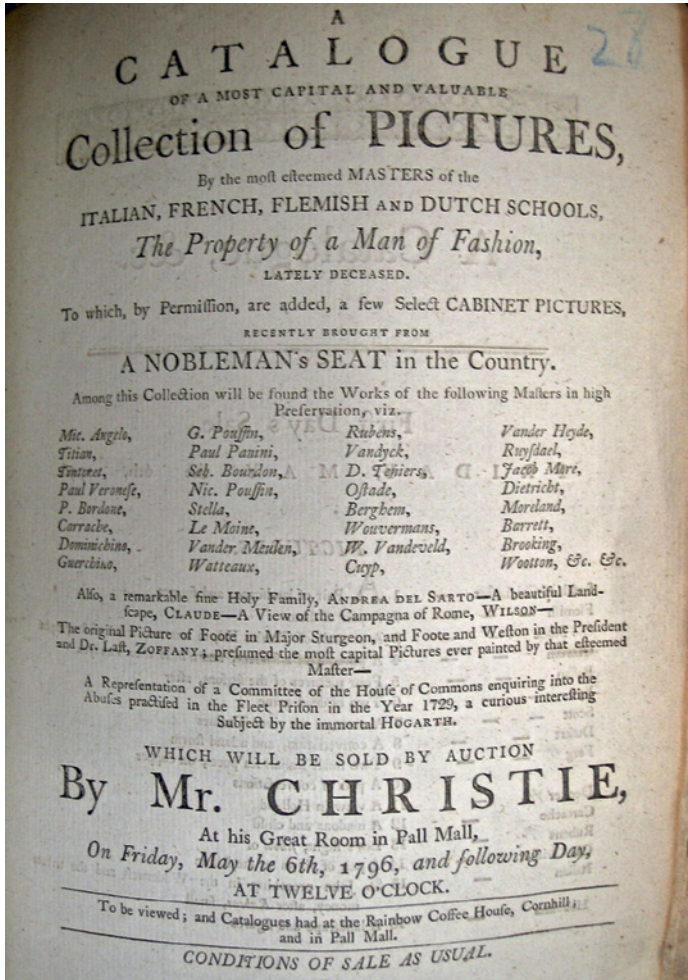 A
CATALOGUE
28
OF A MOST CAPITAL AND VALUABLE
Collection of PICTURES,
By the moſt eſteemed MASTERS of the
ITALIAN, FRENCH, FLEMISH AND DUTCH SCHOOLS,
The Property of a Man of Faſhion,
LATELY DECEASED.
To which, by Permiſſion, are added, a few Select CABINET PICTURES,
RECENTLY BROUGHT FROM
A NOBLEMAN's SEAT in the Country.
Among this Collection will be found the Works of the following Maſters in high
Preſervation, viz.
Mic. Angelo, G. Pouſſin, Rubens, Vander Heyde,
Titian, Paul Panini, Vandyck, Ruyſdael,
Tintoret, Seb. Bourdon, D. Teniers, Jacob More,
Paul Veroneſe, Nic. Pouſſin, Oſtade, Dietricht,
P. Bordone, Stella, Berghem, Moreland,
Carrache, Le Moine, Wouvermans, Barrett,
Dominichino, Vander Meulen, W. Vandeveld, Brooking,
Guerchino, Watteaux, Cuyp, Wootton, &c. &c.
Alſo, a remarkable fine Holy Family, ANDREA DEL SARTO—A beautiful Land-
ſcape, CLAUDE—A View of the Campagna of Rome, WILSON—
The original Picture of Foote in Major Sturgeon, and Foote and Weſton in the Preſident
and Dr. Laſt, ZOFFANY; preſumed the moſt capital Pictures ever painted by that eſteemed
Maſter—
A Repreſentation of a Committee of the Houſe of Commons enquiring into the
Abuſes practiſed in the Fleet Priſon in the Year 1729, a curious intereſting
Subject by the immortal HOGARTH.
WHICH WILL BE SOLD BY AUCTION
By Mr. CHRISTIE,
At his Great Room in Pall Mall,
On Friday, May the 6th, 1796, and following Day,
AT TWELVE O'CLOCK.
To be viewed; and Catalogues had at the Rainbow Coffee Houſe, Cornhill;
and in Pall Mall.
CONDITIONS OF SALE AS USUAL.